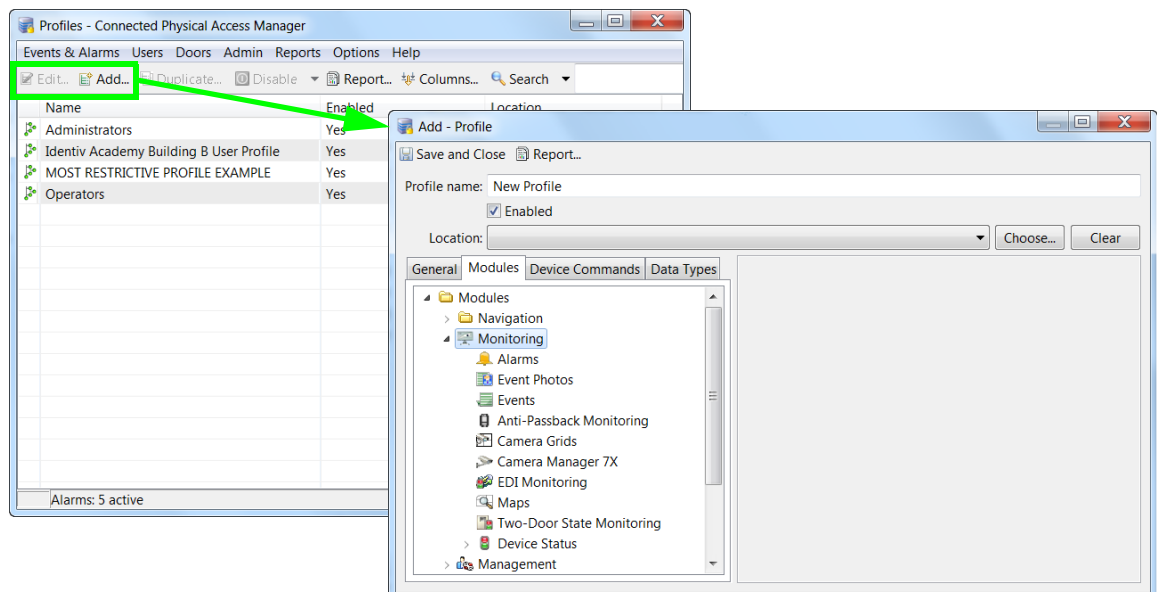 Profiles - Connected Physical Access Manager
Events & Alarms Users Doors Admin Reports Options Help
Edit... Add... Duplicate... Disable Report... Columns... Search
Name Enabled Location
Administrators Yes
Identiv Academy Building B User Profile Yes
MOST RESTRICTIVE PROFILE EXAMPLE Yes
Operators Yes
Alarms: 5 active
Add - Profile
Save and Close Report...
Profile name: New Profile
Enabled
Location: Choose... Clear
General Modules Device Commands Data Types
Modules
Navigation
Monitoring
Alarms
Event Photos
Events
Anti-Passback Monitoring
Camera Grids
Camera Manager 7X
EDI Monitoring
Maps
Two-Door State Monitoring
Device Status
Management